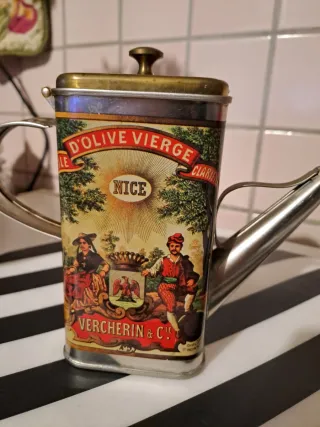 D'OLIVE VIERGE
NICE
VERCHERIN & Cie.